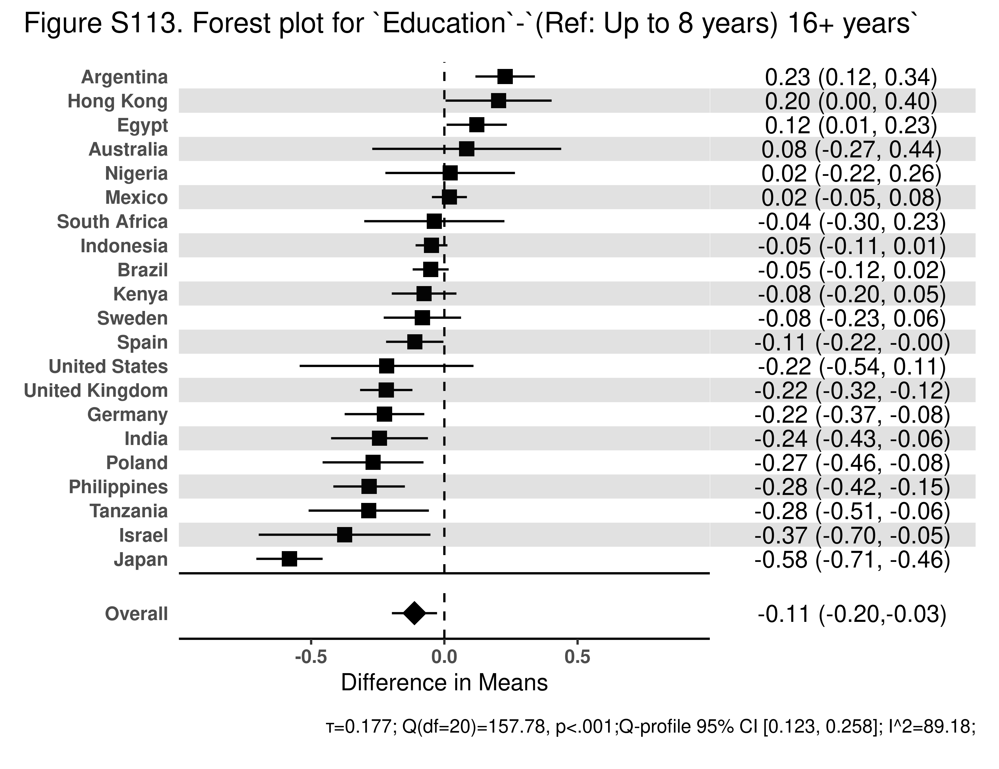 Figure S113. Forest plot for `Education`-`(Ref: Up to 8 years) 16+ years`
Argentina 0.23 (0.12, 0.34)
Hong Kong 0.20 (0.00, 0.40)
Egypt 0.12 (0.01, 0.23)
Australia 0.08 (-0.27, 0.44)
Nigeria 0.02 (-0.22, 0.26)
Mexico 0.02 (-0.05, 0.08)
South Africa -0.04 (-0.30, 0.23)
Indonesia -0.05 (-0.11, 0.01)
Brazil -0.05 (-0.12, 0.02)
Kenya -0.08 (-0.20, 0.05)
Sweden -0.08 (-0.23, 0.06)
Spain -0.11 (-0.22, -0.00)
United States -0.22 (-0.54, 0.11)
United Kingdom -0.22 (-0.32, -0.12)
Germany -0.22 (-0.37, -0.08)
India -0.24 (-0.43, -0.06)
Poland -0.27 (-0.46, -0.08)
Philippines -0.28 (-0.42, -0.15)
Tanzania -0.28 (-0.51, -0.06)
Israel -0.37 (-0.70, -0.05)
Japan -0.58 (-0.71, -0.46)
Overall -0.11 (-0.20,-0.03)
-0.5 0.0 0.5
Difference in Means
τ=0.177; Q(df=20)=157.78, p<.001;Q-profile 95% CI [0.123, 0.258]; I^2=89.18;